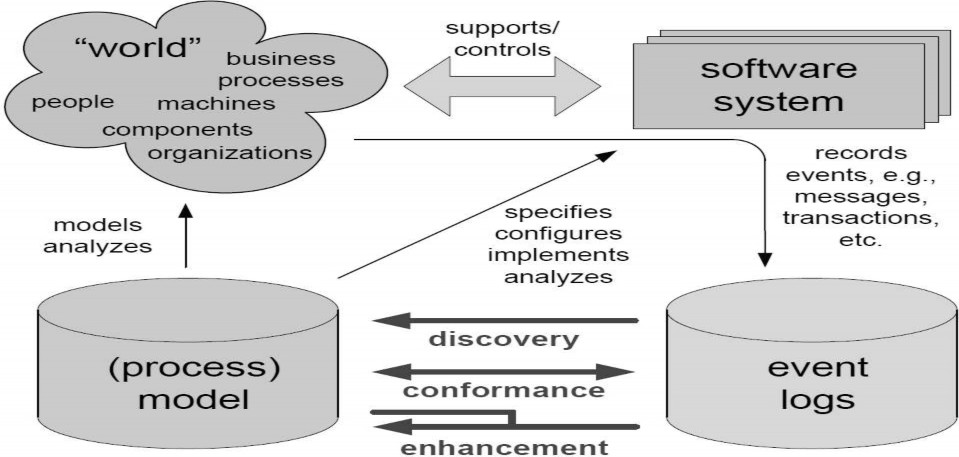 “world”
business
processes
people
machines
components
organizations
supports/
controls
software
system
records
events, e.g.,
messages,
transactions,
etc.
models
analyzes
specifies
configures
implements
analyzes
(process)
model
discovery
conformance
enhancement
event
logs